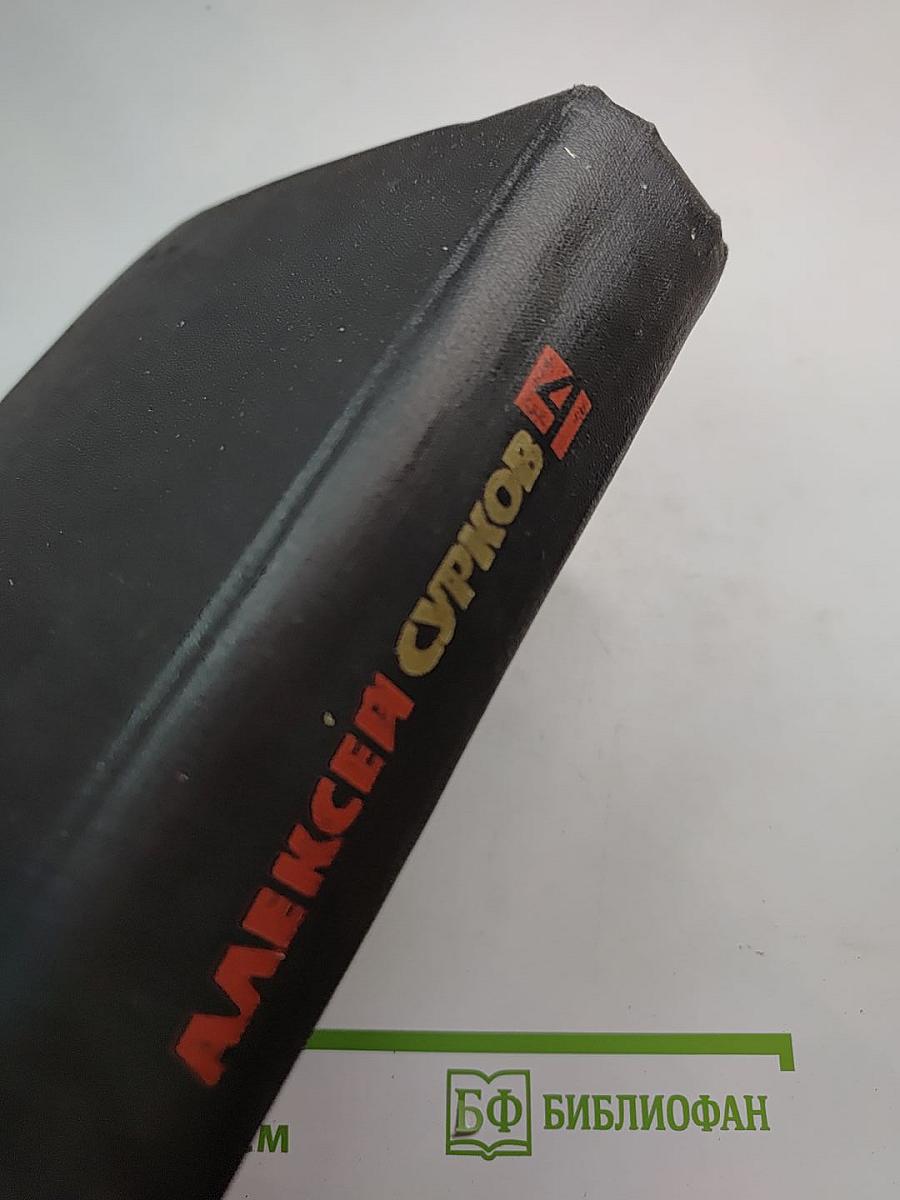 АЛЕКСЕЙ СУРКОВ
БФ БИБЛИОФАН